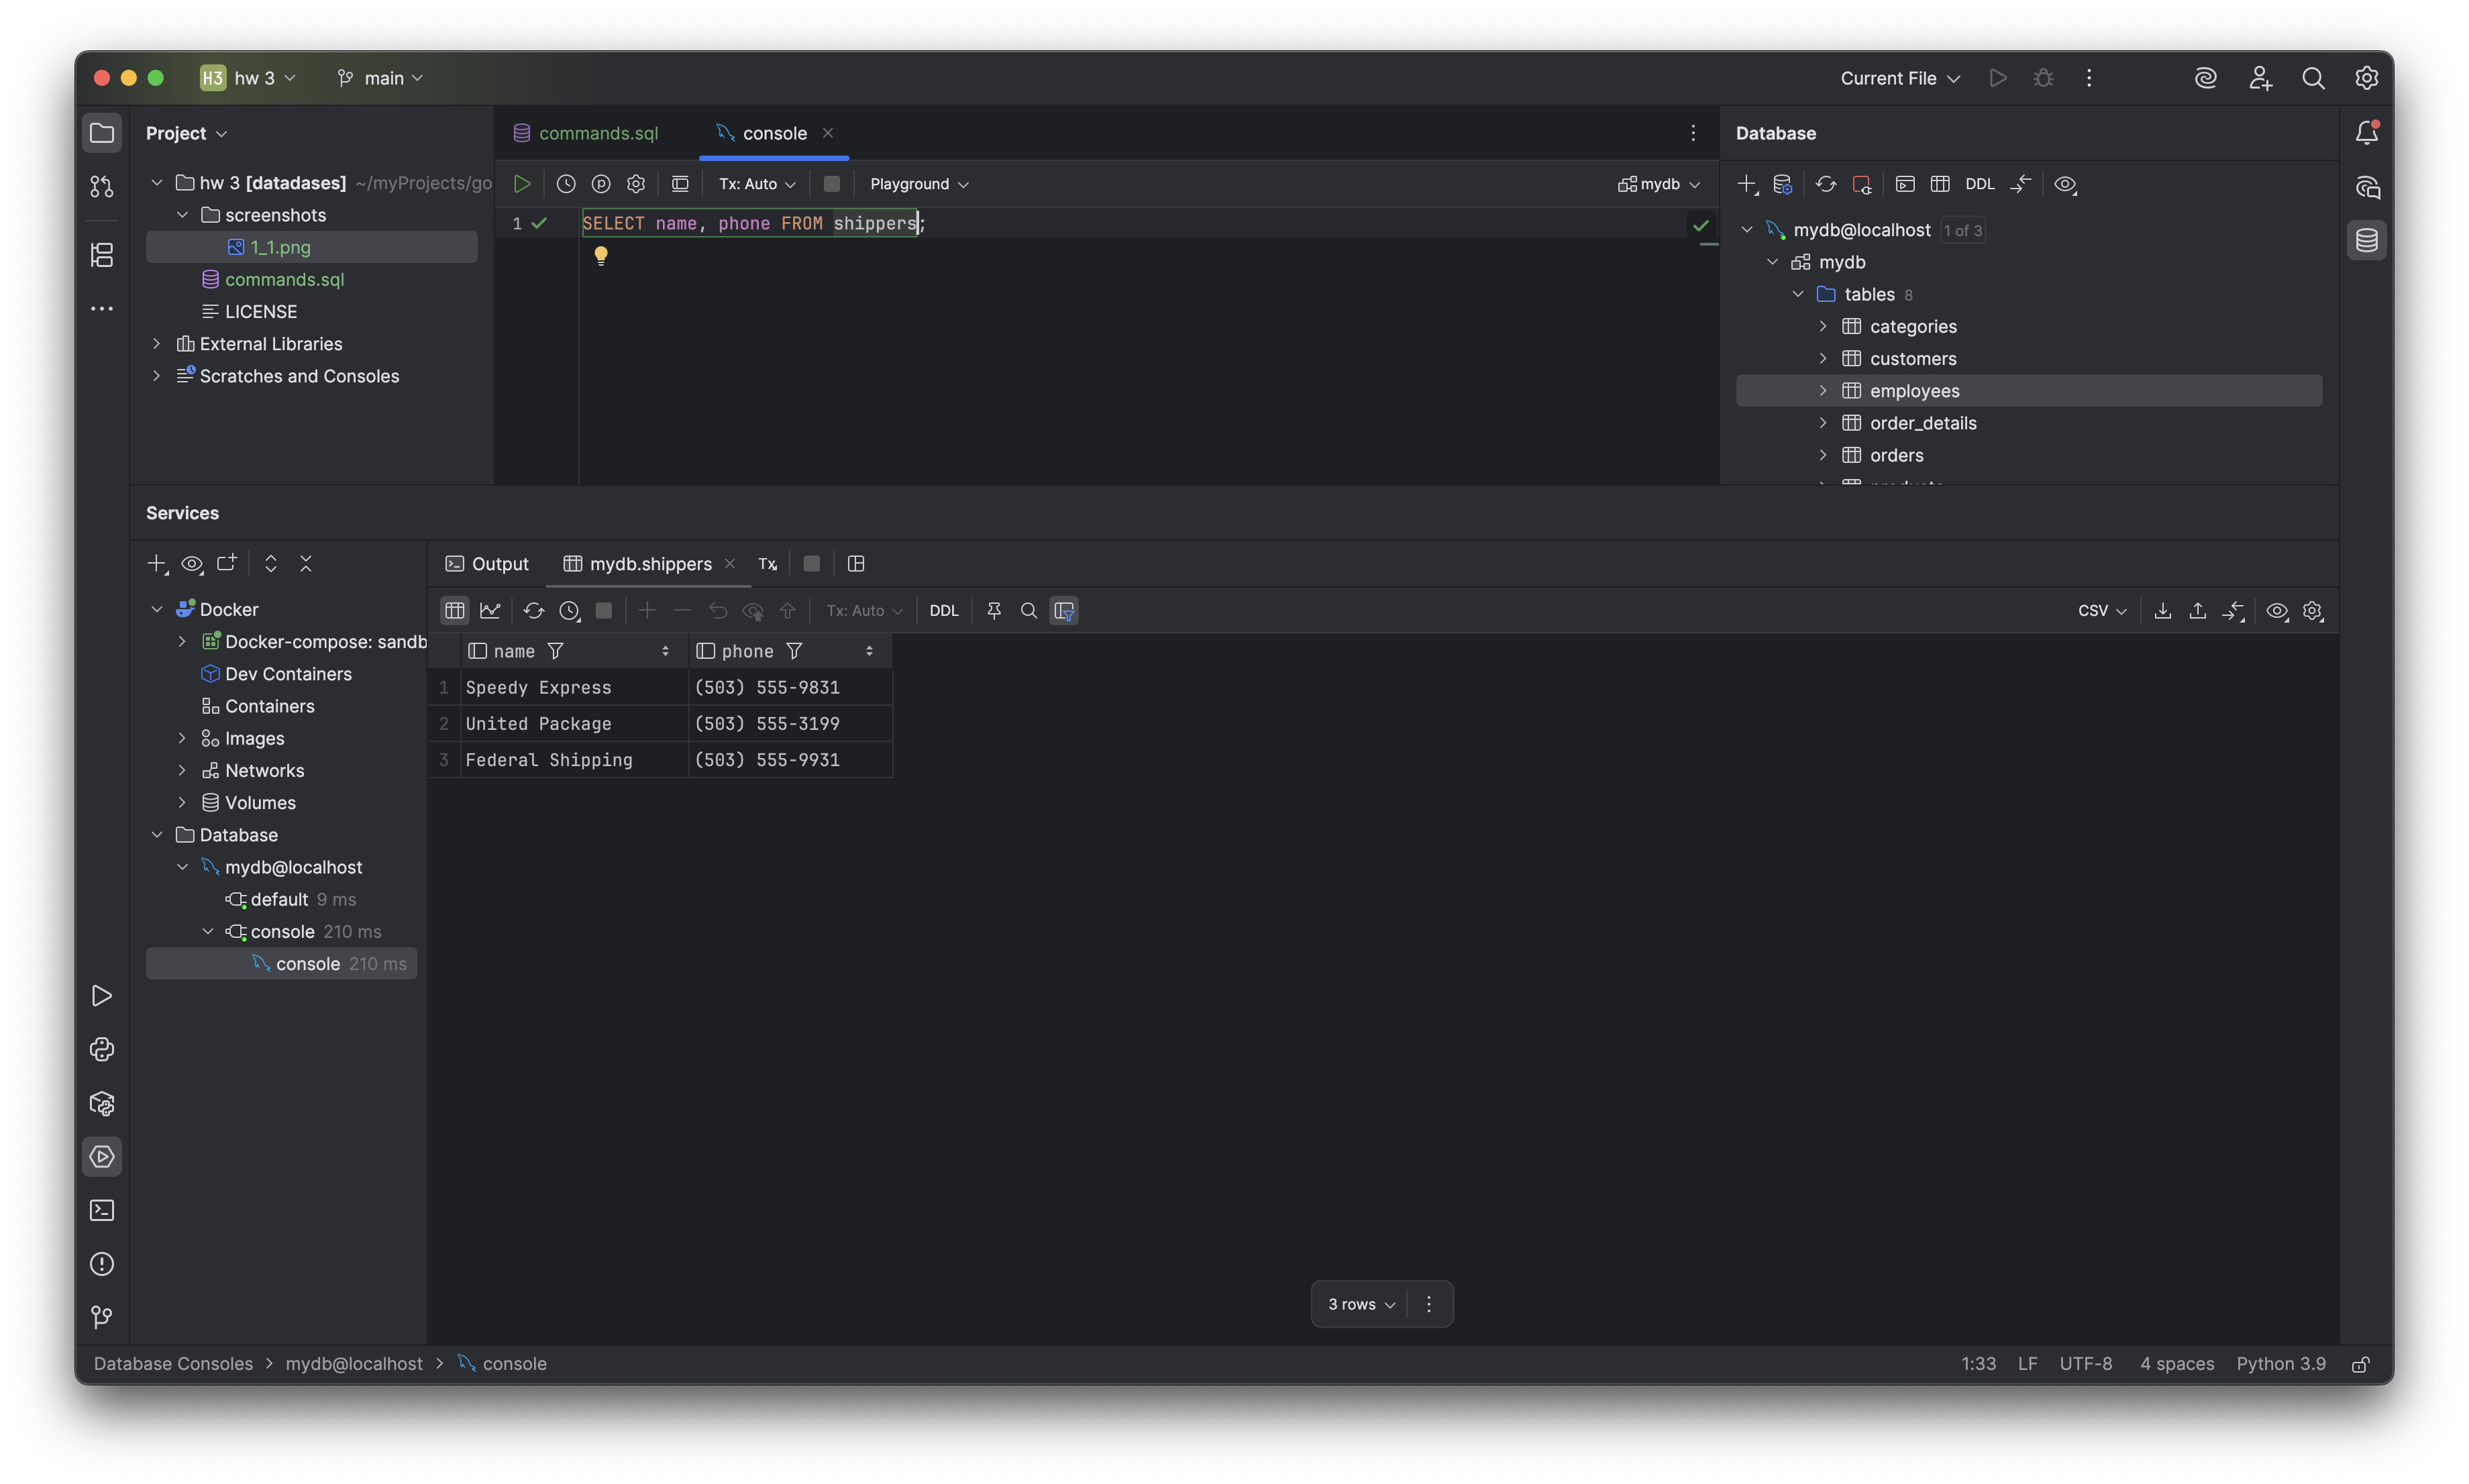 H3 hw 3
main
Current File
Project
hw 3 [datadases] ~/myProjects/go
screenshots
1_1.png
commands.sql
LICENSE
External Libraries
Scratches and Consoles
commands.sql
console
Tx: Auto
Playground
mydb
1
SELECT name, phone FROM shippers;
Database
DDL
mydb@localhost 1 of 3
mydb
tables 8
categories
customers
employees
order_details
orders
Services
Docker
Docker-compose: sandb
Dev Containers
Containers
Images
Networks
Volumes
Database
mydb@localhost
default 9 ms
console 210 ms
console 210 ms
Output
mydb.shippers
Tx
Tx: Auto
DDL
CSV
name phone
1 Speedy Express (503) 555-9831
2 United Package (503) 555-3199
3 Federal Shipping (503) 555-9931
3 rows
Database Consoles > mydb@localhost > console
1:33 LF UTF-8 4 spaces Python 3.9